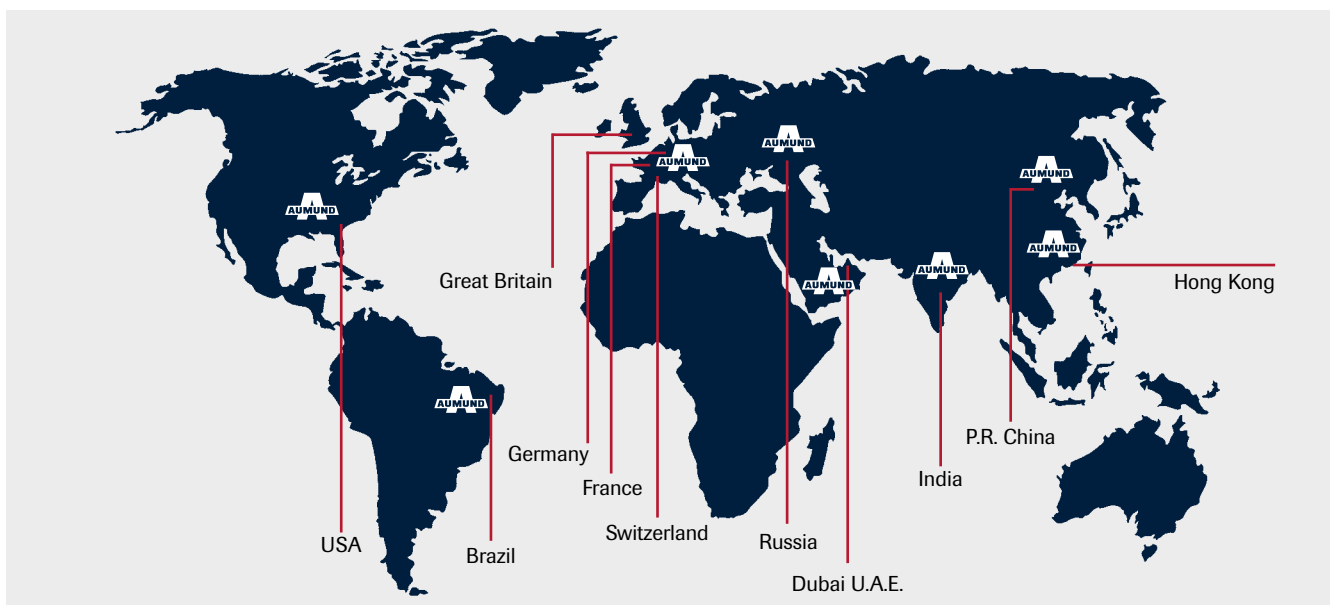 A
AUMUND
A
AUMUND
A
AUMUND
A
AUMUND
A
AUMUND
A
AUMUND
A
AUMUND
A
AUMUND
Great Britain
Hong Kong
P.R. China
Germany
India
France
Switzerland
Russia
USA
Brazil
Dubai U.A.E.